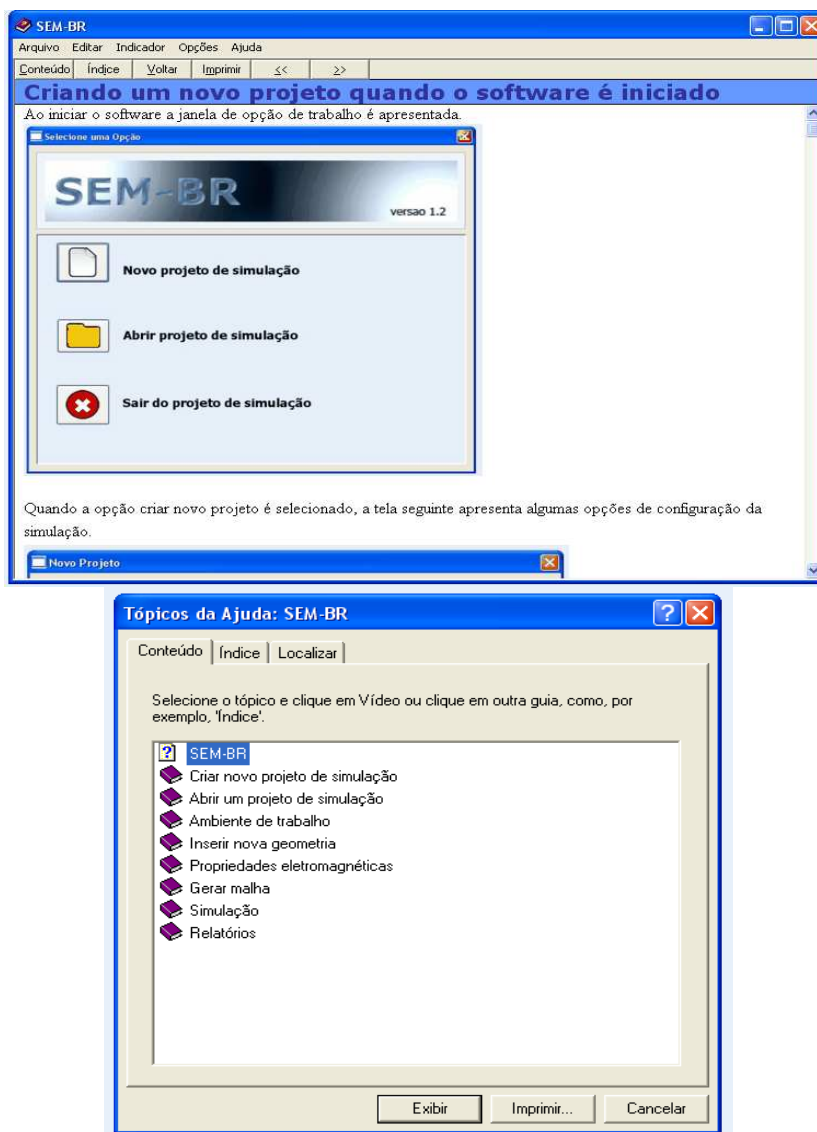 SEM-BR
Arquivo Editar Indicador Opções Ajuda
Conteúdo Índice Voltar Imprimir << >>
Criando um novo projeto quando o software é iniciado
Ao iniciar o software a janela de opção de trabalho é apresentada.
Selecione uma Opção
SEM-BR
versao 1.2
Novo projeto de simulação
Abrir projeto de simulação
Sair do projeto de simulação
Quando a opção criar novo projeto é selecionado, a tela seguinte apresenta algumas opções de configuração da
simulação.
Novo Projeto
Tópicos da Ajuda: SEM-BR
Conteúdo Índice Localizar
Selecione o tópico e clique em Vídeo ou clique em outra guia, como, por
exemplo, 'Índice'.
SEM-BR
Criar novo projeto de simulação
Abrir um projeto de simulação
Ambiente de trabalho
Inserir nova geometria
Propriedades eletromagnéticas
Gerar malha
Simulação
Relatórios
Exibir Imprimir... Cancelar